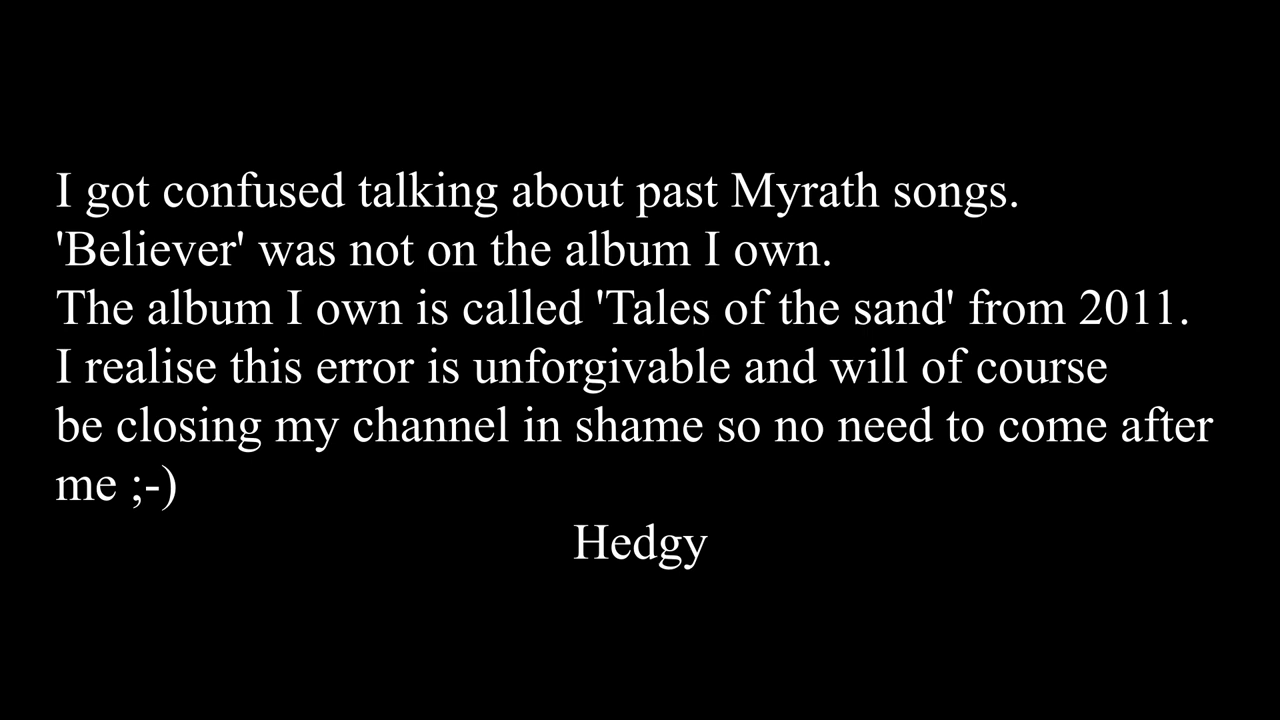 I got confused talking about past Myrath songs.
'Believer' was not on the album I own.
The album I own is called 'Tales of the sand' from 2011.
I realise this error is unforgivable and will of course
be closing my channel in shame so no need to come after
me ;-)
Hedgy